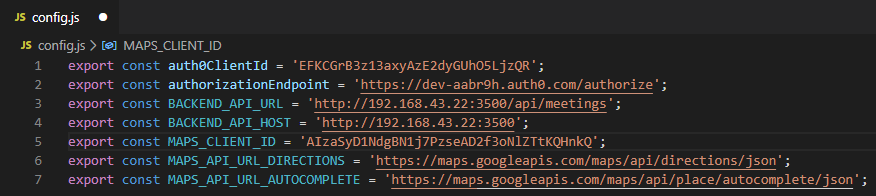 JS config.js ●
JS config.js > MAPS_CLIENT_ID
1 export const auth0ClientId = 'EFKCGrB3z13axyAzE2dyGUhO5LjzQR';
2 export const authorizationEndpoint = 'https://dev-aabr9h.auth0.com/authorize';
3 export const BACKEND_API_URL = 'http://192.168.43.22:3500/api/meetings';
4 export const BACKEND_API_HOST = 'http://192.168.43.22:3500';
5 export const MAPS_CLIENT_ID = 'AIzaSyD1NdgBN1j7PzseAD2f3oNlZTtKQHnkQ';
6 export const MAPS_API_URL_DIRECTIONS = 'https://maps.googleapis.com/maps/api/directions/json';
7 export const MAPS_API_URL_AUTOCOMPLETE = 'https://maps.googleapis.com/maps/api/place/autocomplete/json';